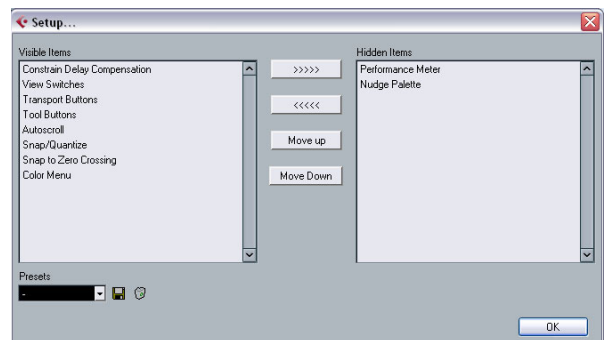 Setup...
Visible Items
Constrain Delay Compensation
View Switches
Transport Buttons
Tool Buttons
Autoscroll
Snap/Quantize
Snap to Zero Crossing
Color Menu
>>>>>
<<<<<
Move up
Move Down
Hidden Items
Performance Meter
Nudge Palette
Presets
-
OK